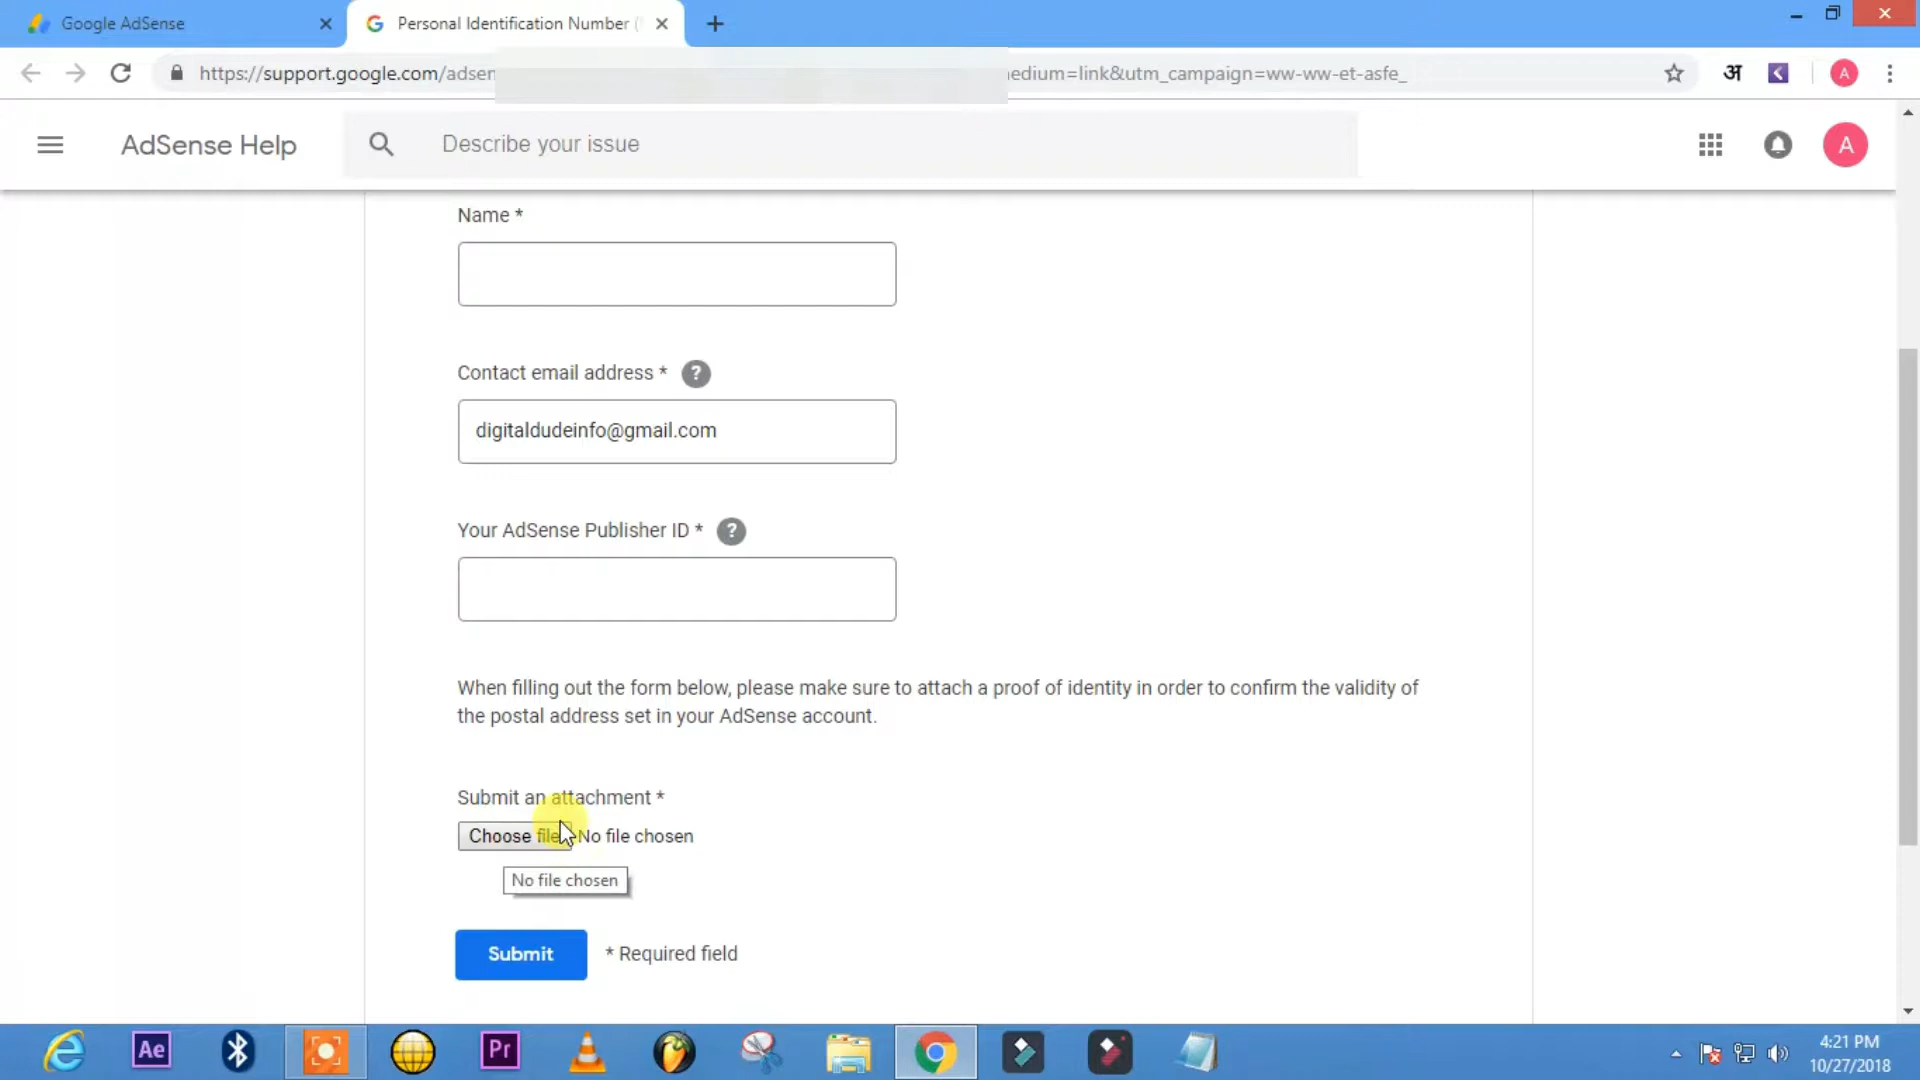 Google AdSense
Personal Identification Number (
https://support.google.com/adsen
edium=link&utm_campaign=ww-ww-et-asfe_
अ
A
AdSense Help
Describe your issue
A
Name *
Contact email address * ?
digitaldudeinfo@gmail.com
Your AdSense Publisher ID * ?
When filling out the form below, please make sure to attach a proof of identity in order to confirm the validity of
the postal address set in your AdSense account.
Submit an attachment *
Choose file No file chosen
No file chosen
Submit * Required field
Ae
Pr
4:21 PM
10/27/2018